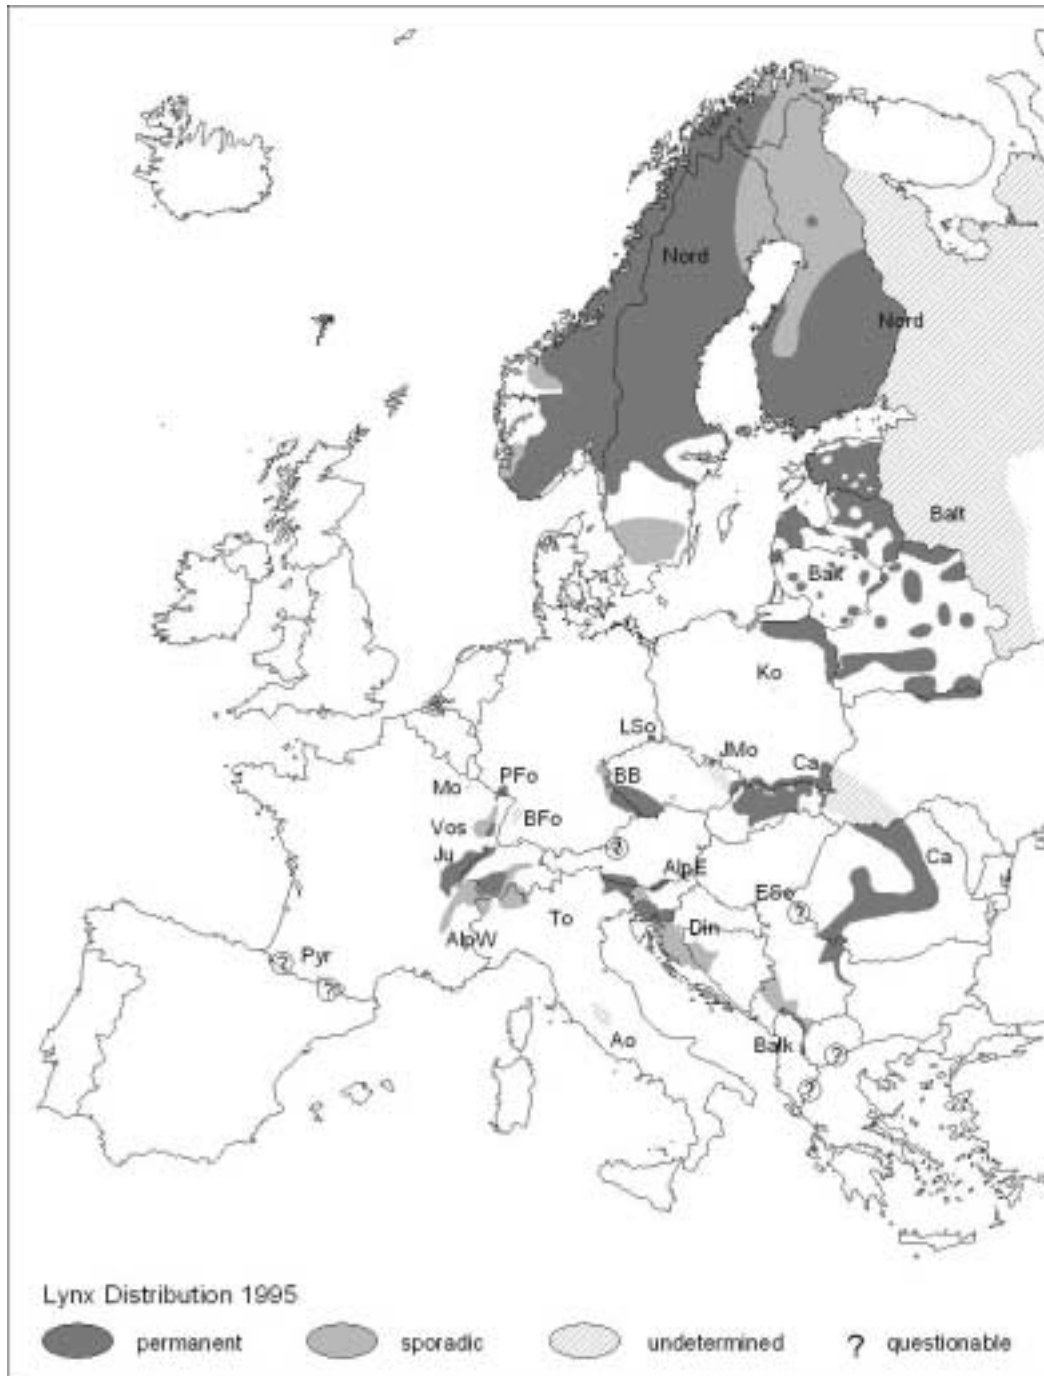 Nord
Nord
Balt
Balt
Ko
LSo
JMo
Ca
PFo
BB
Mo
BFo
Vos
Ju
Ca
?
AlpE
ESe
?
To
Din
AlpW
Pyr
?
?
Ao
Balk
?
?
Lynx Distribution 1995
permanent
sporadic
undetermined
? questionable